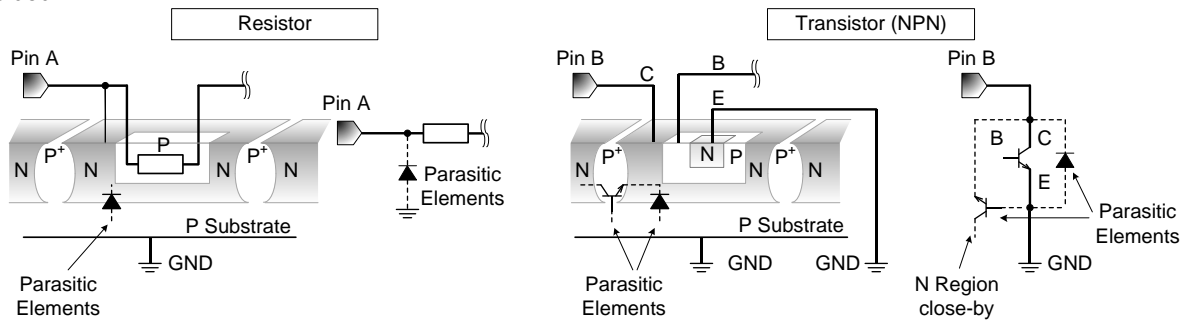 Resistor
Transistor (NPN)
Pin A
Pin A
N
P+
N
P
P+
N
N
Parasitic
Elements
P Substrate
GND
Parasitic
Elements
Pin B
C
B
E
N
P+
N
N
P
P+
N
N
P Substrate
GND
GND
Parasitic
Elements
Pin B
B
C
E
Parasitic
Elements
GND
N Region
close-by